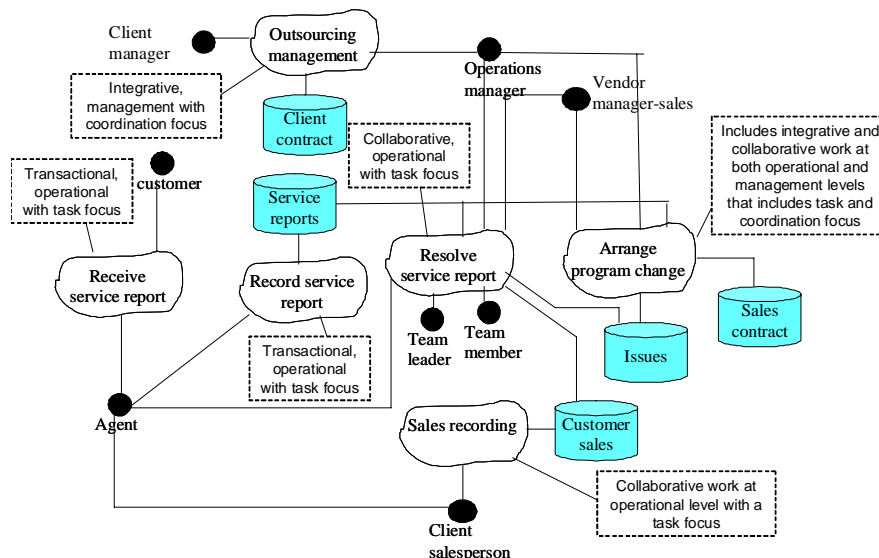 Client
manager
Outsourcing
management
Operations
manager
Vendor
manager-sales
Integrative,
management with
coordination focus
Client
contract
Collaborative,
operational
with task focus
Includes integrative and
collaborative work at
both operational and
management levels
that includes task and
coordination focus
Transactional,
operational
with task focus
customer
Service
reports
Receive
service report
Record service
report
Resolve
service report
Arrange
program change
Sales
contract
Team
leader
Team
member
Issues
Transactional,
operational
with task focus
Agent
Sales recording
Customer
sales
Collaborative work at
operational level with a
task focus
Client
salesperson